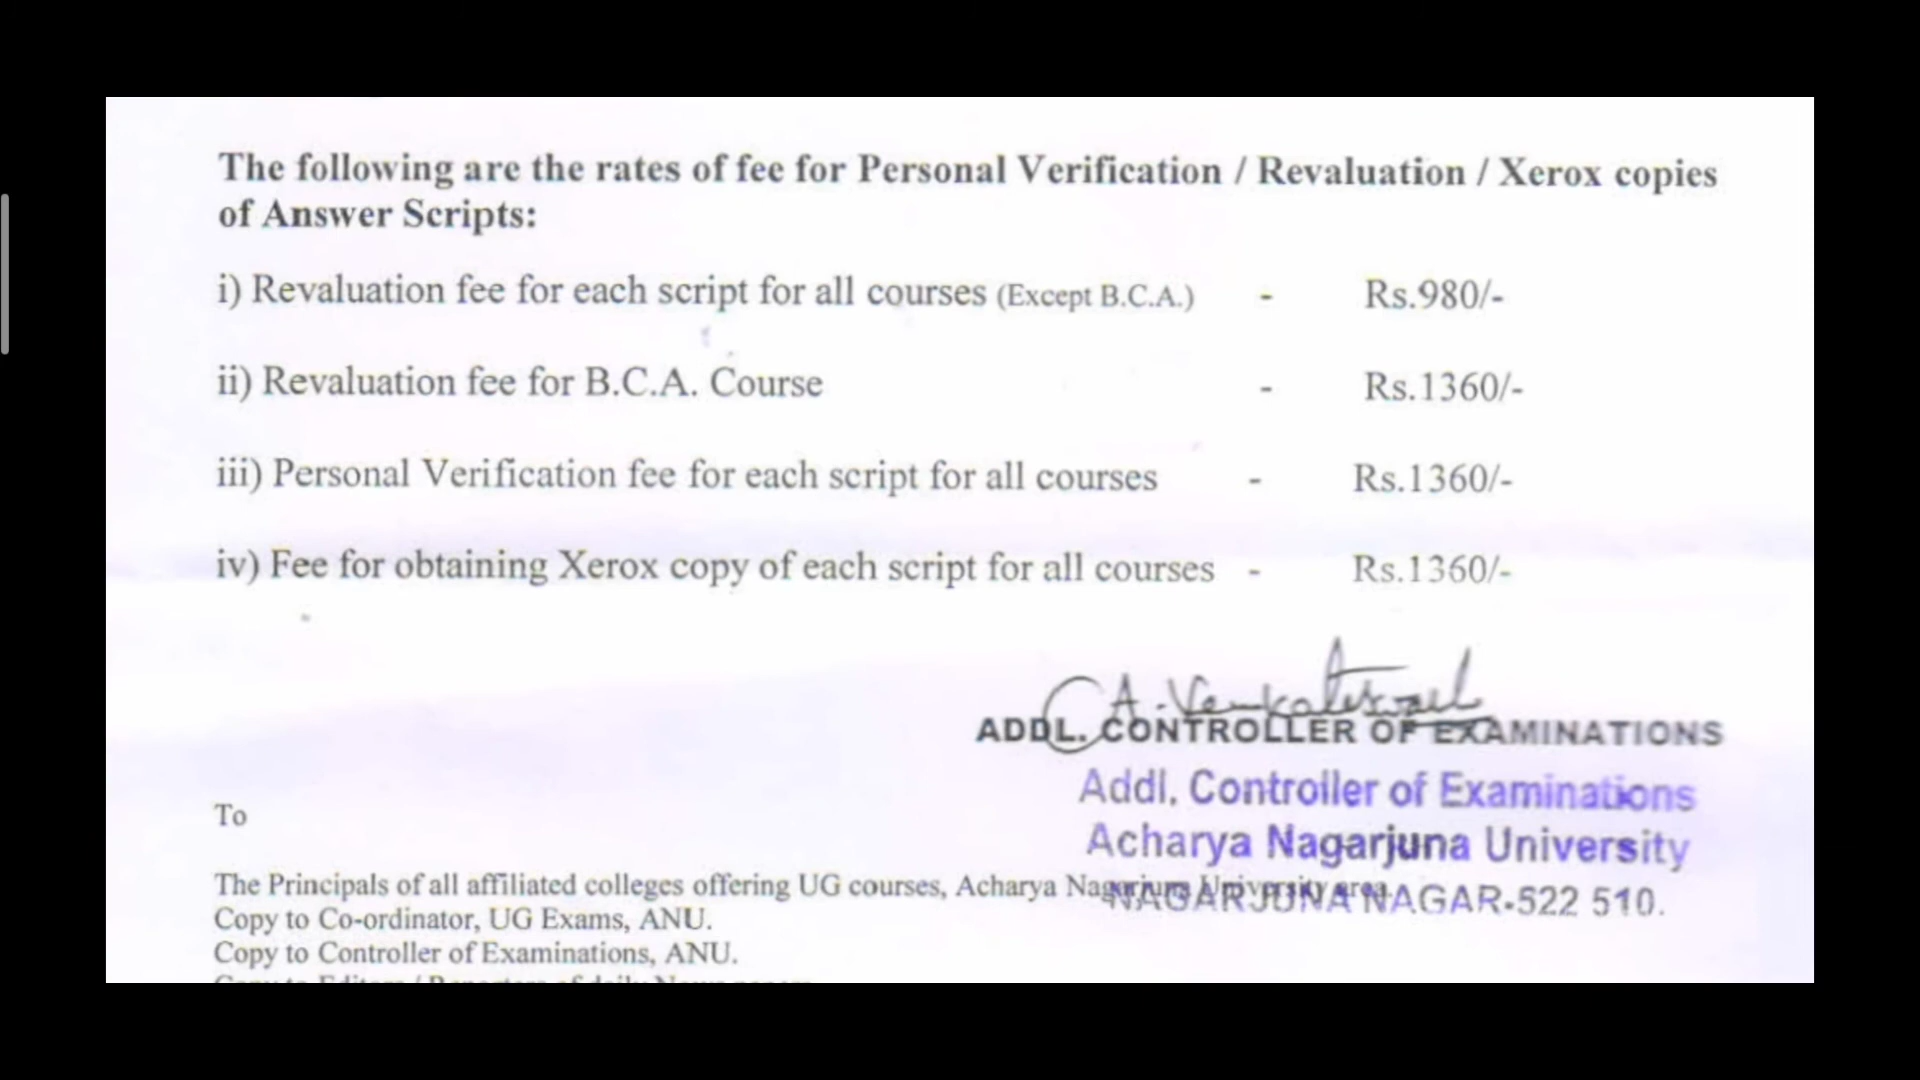 The following are the rates of fee for Personal Verification / Revaluation / Xerox copies
of Answer Scripts:
i) Revaluation fee for each script for all courses (Except B.C.A.) - Rs.980/-
ii) Revaluation fee for B.C.A. Course - Rs.1360/-
iii) Personal Verification fee for each script for all courses - Rs.1360/-
iv) Fee for obtaining Xerox copy of each script for all courses - Rs.1360/-
ADDL. CONTROLLER OF EXAMINATIONS
Addl. Controller of Examinations
Acharya Nagarjuna University
NAGARJUNA NAGAR-522 510.
To
The Principals of all affiliated colleges offering UG courses, Acharya Nagarjuna University area.
Copy to Co-ordinator, UG Exams, ANU.
Copy to Controller of Examinations, ANU.